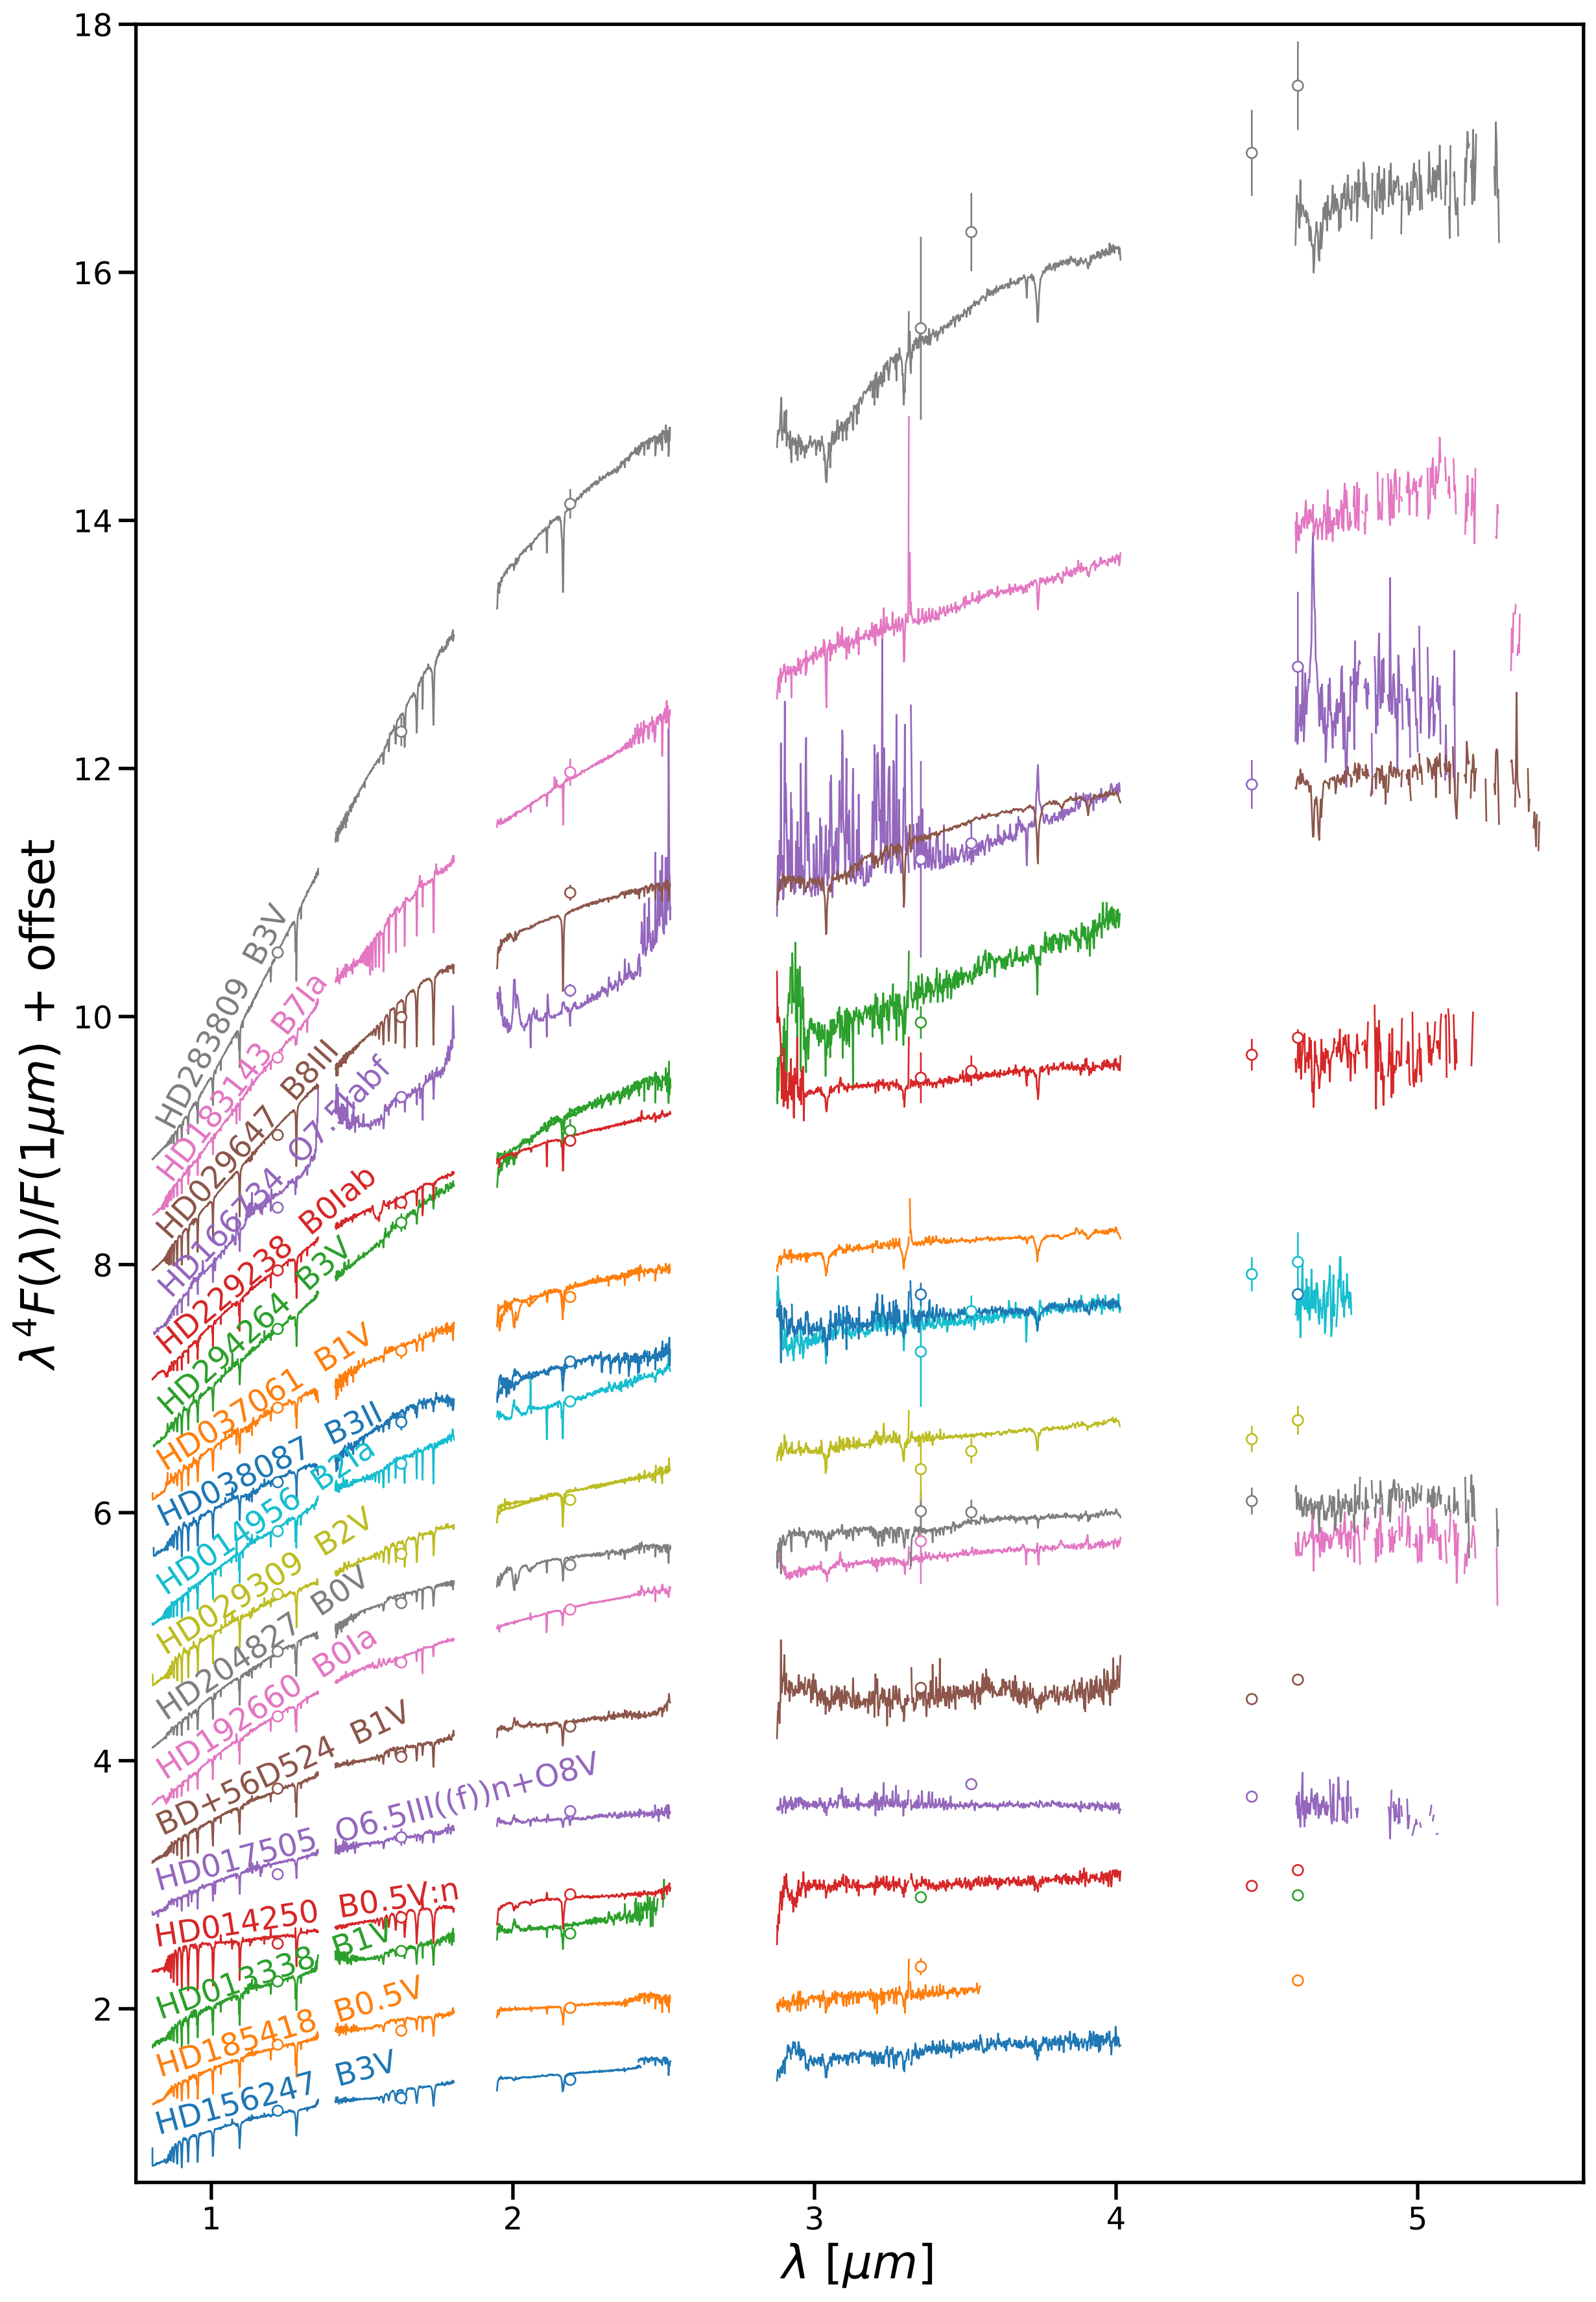 18
16
14
12
10
8
6
4
2
λ⁴F(λ)/F(1μm) + offset
HD283809 B3V
HD183143 B7Ia
HD029647 B8III
HD166734 O7.5Iabf
HD229238 B0Iab
HD294264 B3V
HD037061 B1V
HD038087 B3II
HD014956 B2Ia
HD029309 B2V
HD204827 B0V
HD192660 B0Ia
BD+56D524 B1V
HD017505 O6.5III((f))n+O8V
HD014250 B0.5V:n
HD013338 B1V
HD185418 B0.5V
HD156247 B3V
1 2 3 4 5
λ [μm]